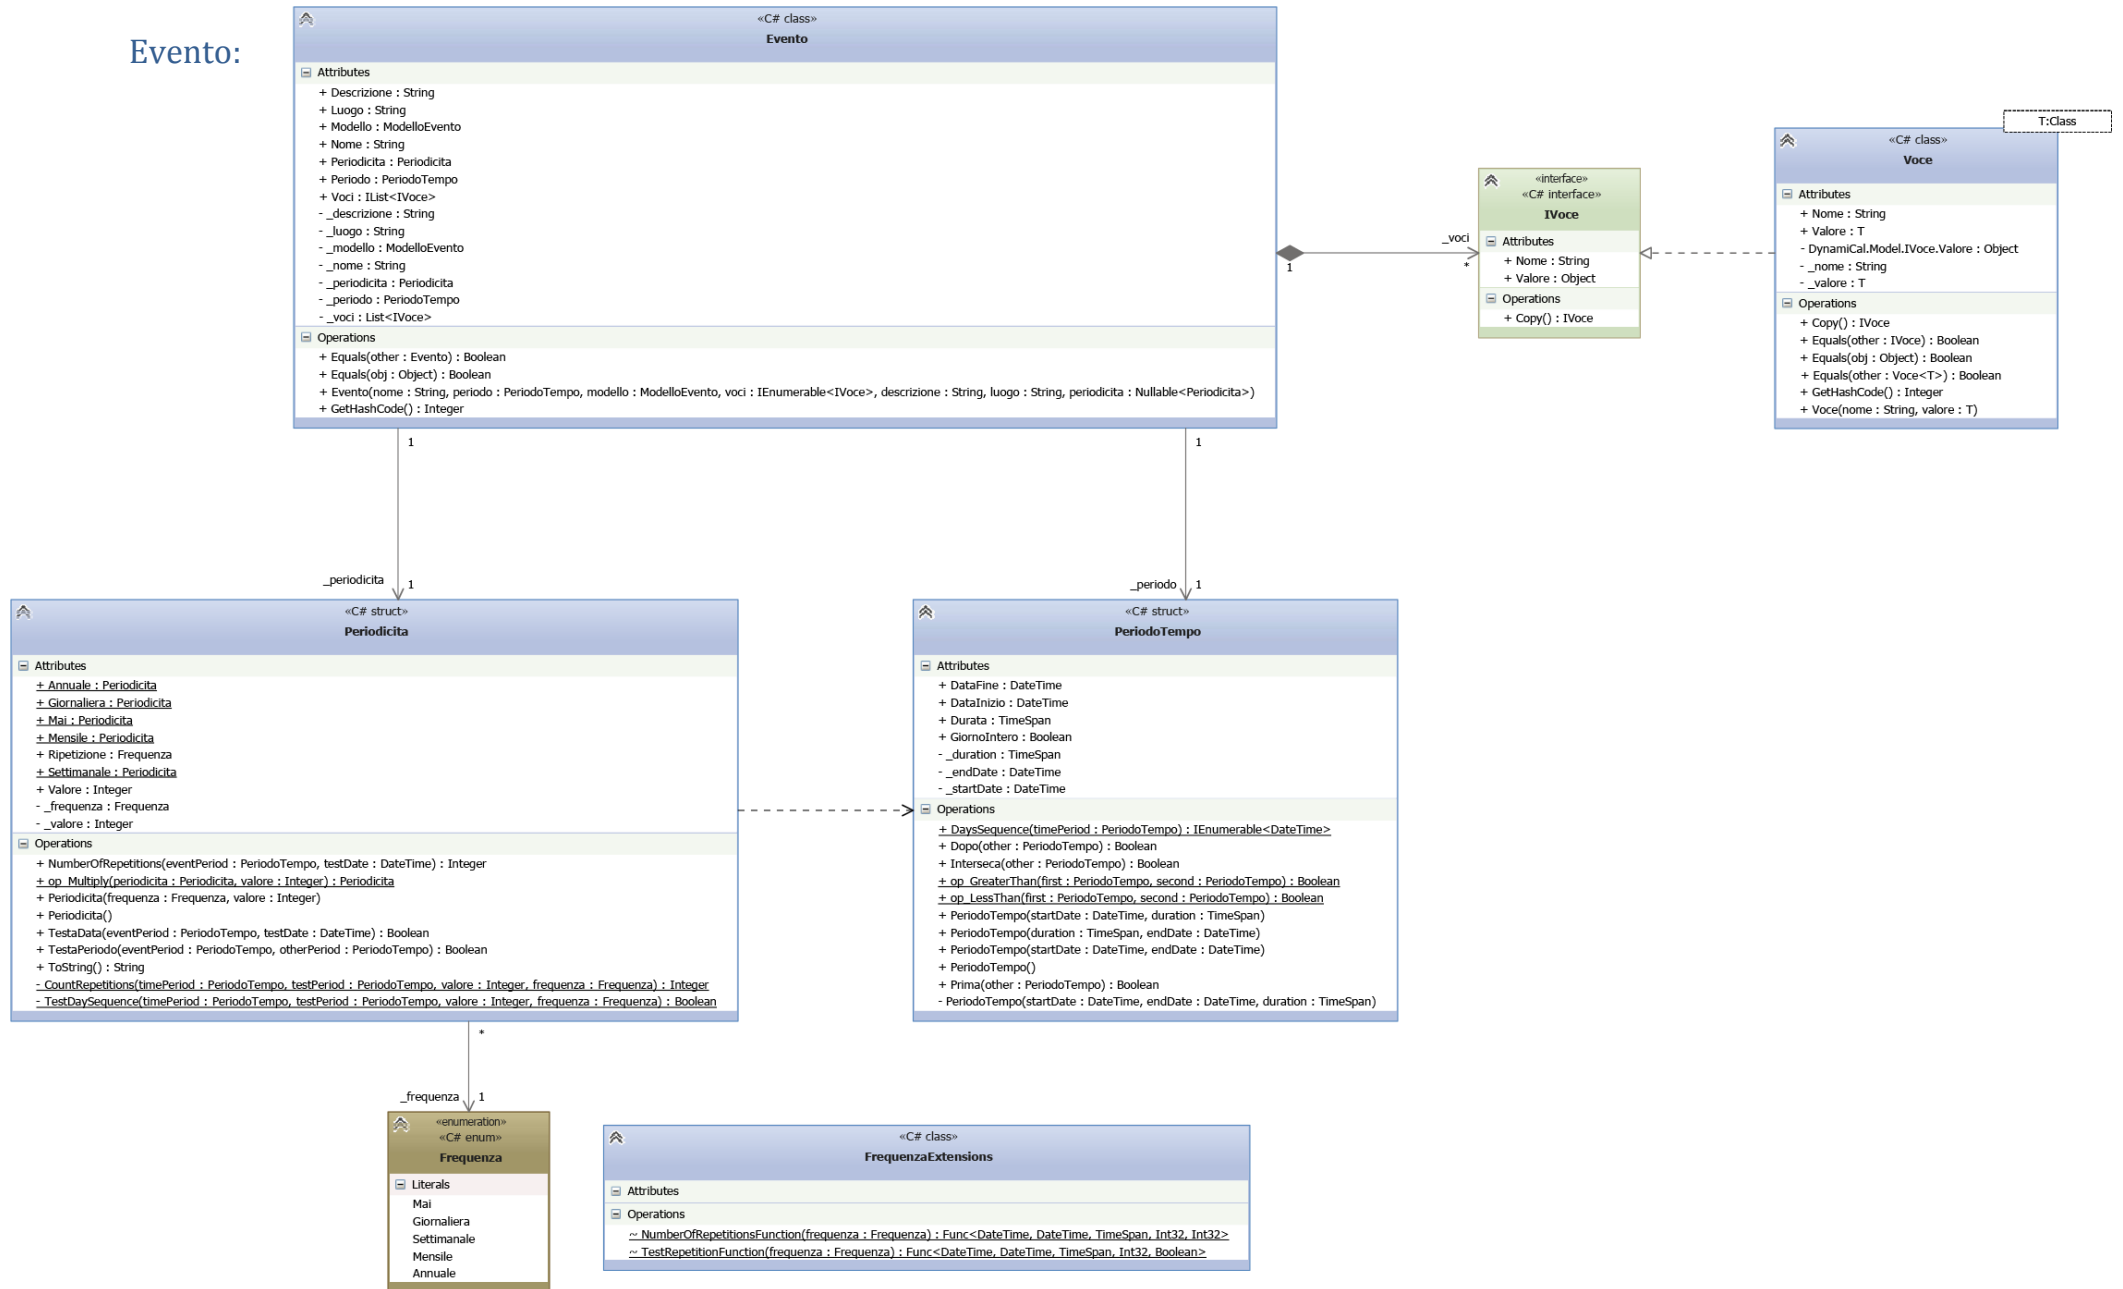 Evento:
«C# class»
Evento
Attributes
+ Descrizione : String
+ Luogo : String
+ Modello : ModelloEvento
+ Nome : String
+ Periodicita : Periodicita
+ Periodo : PeriodoTempo
+ Voci : IList<IVoce>
- _descrizione : String
- _luogo : String
- _modello : ModelloEvento
- _nome : String
- _periodicita : Periodicita
- _periodo : PeriodoTempo
- _voci : List<IVoce>
Operations
+ Equals(other : Evento) : Boolean
+ Equals(obj : Object) : Boolean
+ Evento(nome : String, periodo : PeriodoTempo, modello : ModelloEvento, voci : IEnumerable<IVoce>, descrizione : String, luogo : String, periodicita : Nullable<Periodicita>)
+ GetHashCode() : Integer
1
_voci
*
«interface»
«C# interface»
IVoce
Attributes
+ Nome : String
+ Valore : Object
Operations
+ Copy() : IVoce
T:Class
«C# class»
Voce
Attributes
+ Nome : String
+ Valore : T
- DynamiCal.Model.IVoce.Valore : Object
- _nome : String
- _valore : T
Operations
+ Copy() : IVoce
+ Equals(other : IVoce) : Boolean
+ Equals(obj : Object) : Boolean
+ Equals(other : Voce<T>) : Boolean
+ GetHashCode() : Integer
+ Voce(nome : String, valore : T)
1
1
_periodicita
1
_periodo
1
«C# struct»
Periodicita
Attributes
+ Annuale : Periodicita
+ Giornaliera : Periodicita
+ Mai : Periodicita
+ Mensile : Periodicita
+ Ripetizione : Frequenza
+ Settimanale : Periodicita
+ Valore : Integer
- _frequenza : Frequenza
- _valore : Integer
Operations
+ NumberOfRepetitions(eventPeriod : PeriodoTempo, testDate : DateTime) : Integer
+ op_Multiply(periodicita : Periodicita, valore : Integer) : Periodicita
+ Periodicita(frequenza : Frequenza, valore : Integer)
+ Periodicita()
+ TestaData(eventPeriod : PeriodoTempo, testDate : DateTime) : Boolean
+ TestaPeriodo(eventPeriod : PeriodoTempo, otherPeriod : PeriodoTempo) : Boolean
+ ToString() : String
- CountRepetitions(timePeriod : PeriodoTempo, testPeriod : PeriodoTempo, valore : Integer, frequenza : Frequenza) : Integer
- TestDaySequence(timePeriod : PeriodoTempo, testPeriod : PeriodoTempo, valore : Integer, frequenza : Frequenza) : Boolean
«C# struct»
PeriodoTempo
Attributes
+ DataFine : DateTime
+ DataInizio : DateTime
+ Durata : TimeSpan
+ GiornoIntero : Boolean
- _duration : TimeSpan
- _endDate : DateTime
- _startDate : DateTime
Operations
+ DaysSequence(timePeriod : PeriodoTempo) : IEnumerable<DateTime>
+ Dopo(other : PeriodoTempo) : Boolean
+ Interseca(other : PeriodoTempo) : Boolean
+ op_GreaterThan(first : PeriodoTempo, second : PeriodoTempo) : Boolean
+ op_LessThan(first : PeriodoTempo, second : PeriodoTempo) : Boolean
+ PeriodoTempo(startDate : DateTime, duration : TimeSpan)
+ PeriodoTempo(duration : TimeSpan, endDate : DateTime)
+ PeriodoTempo(startDate : DateTime, endDate : DateTime)
+ PeriodoTempo()
+ Prima(other : PeriodoTempo) : Boolean
- PeriodoTempo(startDate : DateTime, endDate : DateTime, duration : TimeSpan)
*
_frequenza
1
«enumeration»
«C# enum»
Frequenza
Literals
Mai
Giornaliera
Settimanale
Mensile
Annuale
«C# class»
FrequenzaExtensions
Attributes
Operations
~ NumberOfRepetitionsFunction(frequenza : Frequenza) : Func<DateTime, DateTime, TimeSpan, Int32, Int32>
~ TestRepetitionFunction(frequenza : Frequenza) : Func<DateTime, DateTime, TimeSpan, Int32, Boolean>